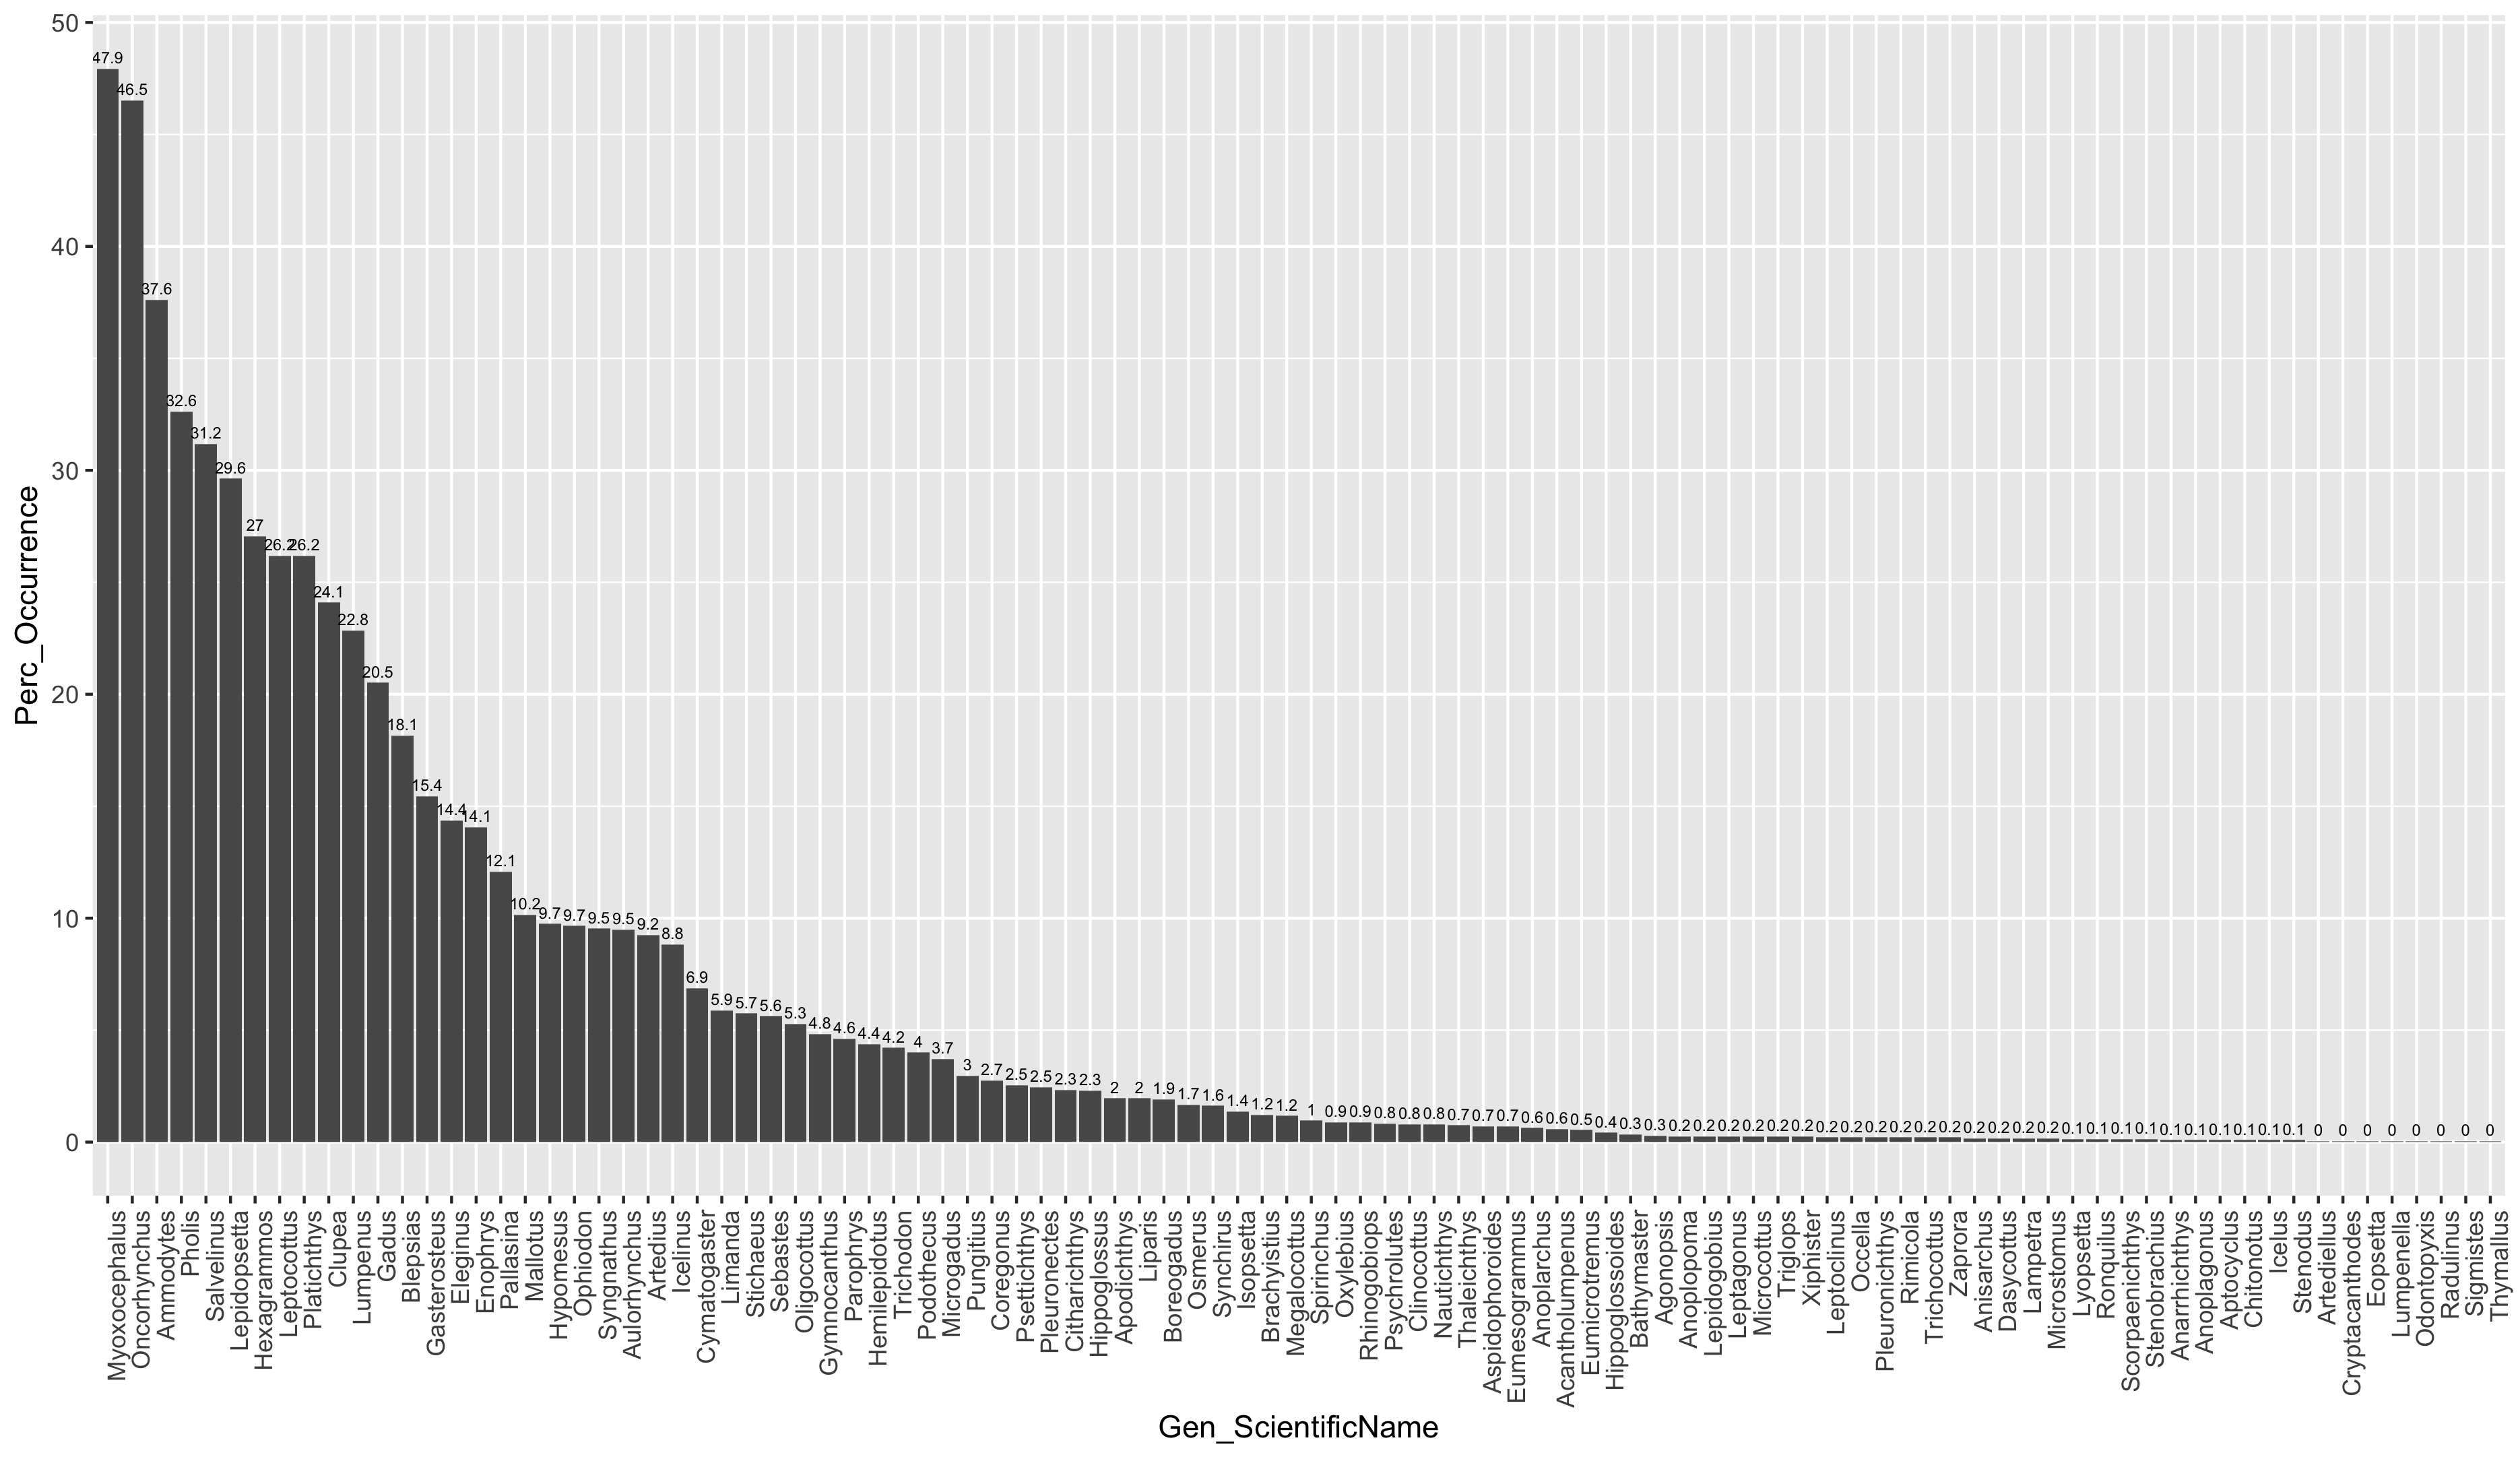 50
40
30
20
10
0
Perc_Occurrence
47.9
46.5
37.6
32.6
31.2
29.6
27
26.2 26.2
24.1
22.8
20.5
18.1
15.4
14.4
14.1
12.1
10.2
9.7 9.7 9.5 9.5 9.2 8.8
6.9
5.9 5.7 5.6 5.3 4.8 4.6 4.4 4.2 4 3.7
3 2.7 2.5 2.5 2.3 2.3 2 2 1.9 1.7 1.6 1.4 1.2 1.2 1 0.9 0.9 0.8 0.8 0.8 0.7 0.7 0.7 0.6 0.6 0.5 0.4 0.3 0.3 0.2 0.2 0.2 0.2 0.2 0.2 0.2 0.2 0.2 0.2 0.2 0.2 0.2 0.2 0.2 0.2 0.1 0.1 0.1 0.1 0.1 0.1 0.1 0.1 0.1 0.1 0 0 0 0 0 0 0 0
Myoxocephalus
Oncorhynchus
Ammodytes
Pholis
Salvelinus
Lepidopsetta
Hexagrammos
Leptocottus
Platichthys
Clupea
Lumpenus
Gadus
Blepsias
Gasterosteus
Eleginus
Enophrys
Pallasina
Mallotus
Hypomesus
Ophiodon
Syngnathus
Aulorhynchus
Artedius
Icelinus
Cymatogaster
Limanda
Stichaeus
Sebastes
Oligocottus
Gymnocanthus
Parophrys
Hemilepidotus
Trichodon
Podothecus
Microgadus
Pungitius
Coregonus
Psettichthys
Pleuronectes
Citharichthys
Hippoglossus
Apodichthys
Liparis
Boreogadus
Osmerus
Synchirus
Isopsetta
Brachyistius
Megalocottus
Spirinchus
Oxylebius
Rhinogobiops
Psychrolutes
Clinocottus
Nautichthys
Thaleichthys
Aspidophoroides
Eumesogrammus
Anoplarchus
Acantholumpenus
Eumicrotremus
Hippoglossoides
Bathymaster
Agonopsis
Anoplopoma
Lepidogobius
Leptagonus
Microcottus
Triglops
Xiphister
Leptoclinus
Occella
Pleuronichthys
Rimicola
Trichocottus
Zaprora
Anisarchus
Dasycottus
Lampetra
Microstomus
Lyopsetta
Ronquilus
Scorpaenichthys
Stenobrachius
Anarrhichthys
Anoplagonus
Aptocyclus
Chitonotus
Icelus
Stenodus
Artediellus
Cryptacanthodes
Eopsetta
Lumpenella
Odontopyxis
Radulinus
Sigmistes
Thymallus
Gen_ScientificName